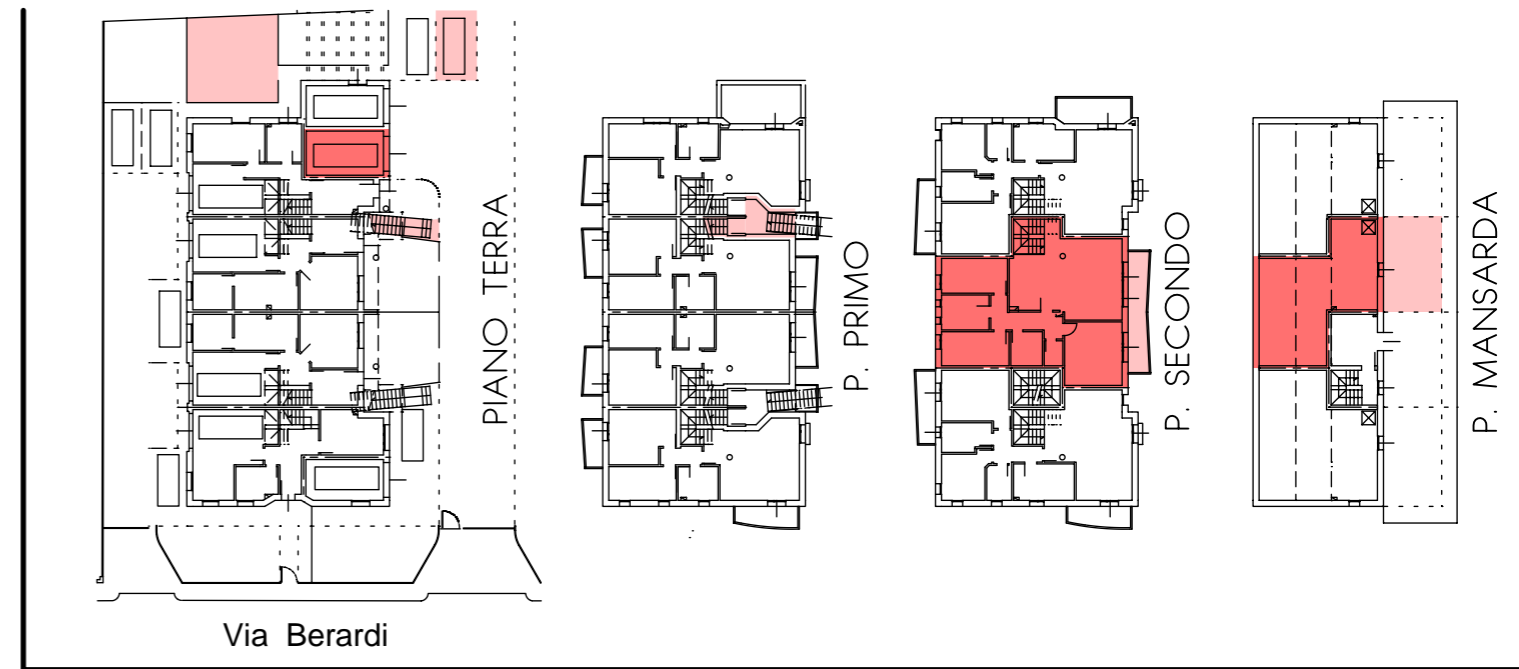 PIANO TERRA
P. PRIMO
P. SECONDO
P. MANSARDA
Via Berardi